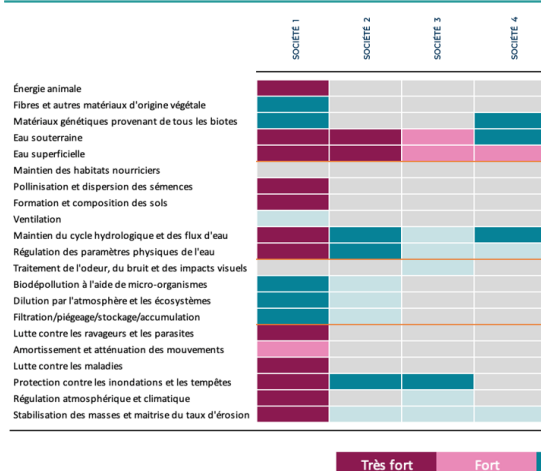 SOCIÉTÉ 1
SOCIÉTÉ 2
SOCIÉTÉ 3
SOCIÉTÉ 4
Énergie animale
Fibres et autres matériaux d'origine végétale
Matériaux génétiques provenant de tous les biotes
Eau souterraine
Eau superficielle
Maintien des habitats nourriciers
Pollinisation et dispersion des sémences
Formation et composition des sols
Ventilation
Maintien du cycle hydrologique et des flux d'eau
Régulation des paramètres physiques de l'eau
Traitement de l'odeur, du bruit et des impacts visuels
Biodépollution à l'aide de micro-organismes
Dilution par l'atmosphère et les écosystèmes
Filtration/piégeage/stockage/accumulation
Lutte contre les ravageurs et les parasites
Amortissement et atténuation des mouvements
Lutte contre les maladies
Protection contre les inondations et les tempêtes
Régulation atmosphérique et climatique
Stabilisation des masses et maitrise du taux d'érosion
Très fort
Fort